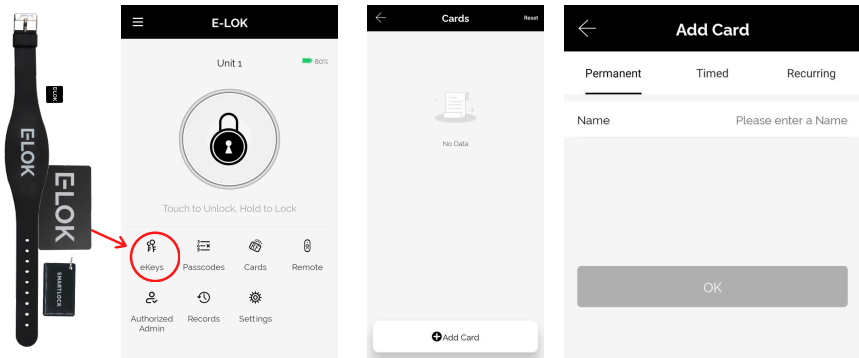 E-LOK
ELOK
E-LOK
SMARTLOCK
E-LOK
Unit 1
80%
Touch to Unlock, Hold to Lock
eKeys
Passcodes
Cards
Remote
Authorized
Admin
Records
Settings
Cards
Reset
No Data
Add Card
Add Card
Permanent
Timed
Recurring
Name
Please enter a Name
OK